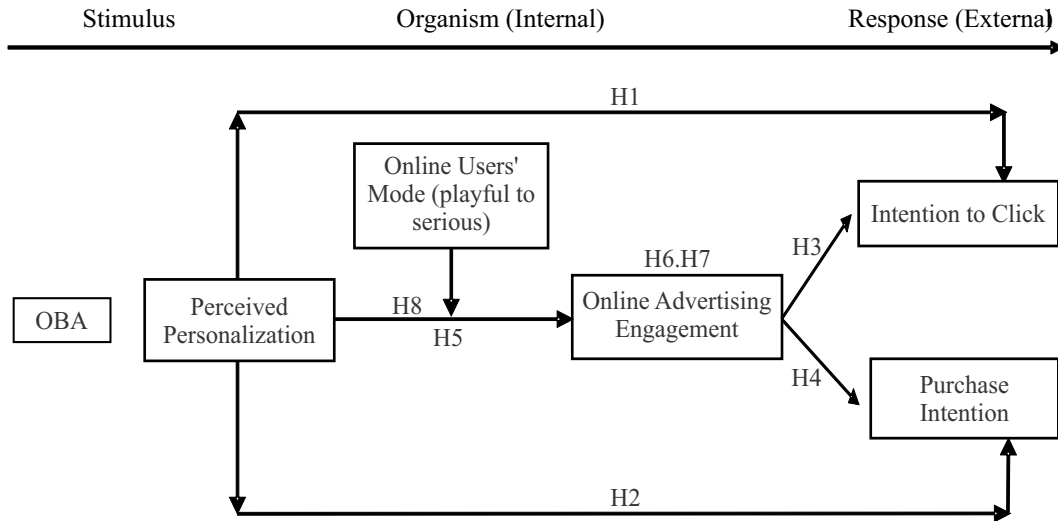 Stimulus
Organism (Internal)
Response (External)
H1
Online Users'
Mode (playful to
serious)
Intention to Click
H3
H6.H7
OBA
Perceived
Personalization
H8
H5
Online Advertising
Engagement
H4
Purchase
Intention
H2